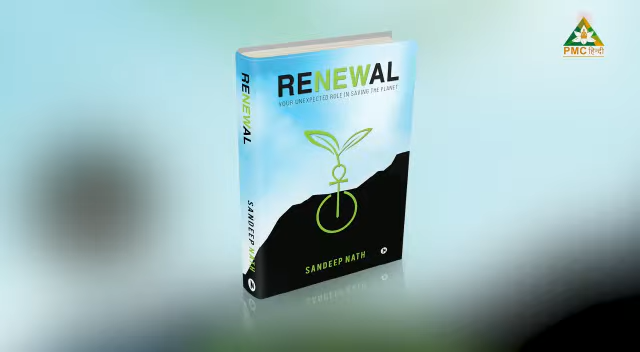 PMC हिन्दी
RENEWAL
YOUR UNEXPECTED ROLE IN SAVING THE PLANET
SANDEEP NATH
RENEWAL
SANDEEP NATH